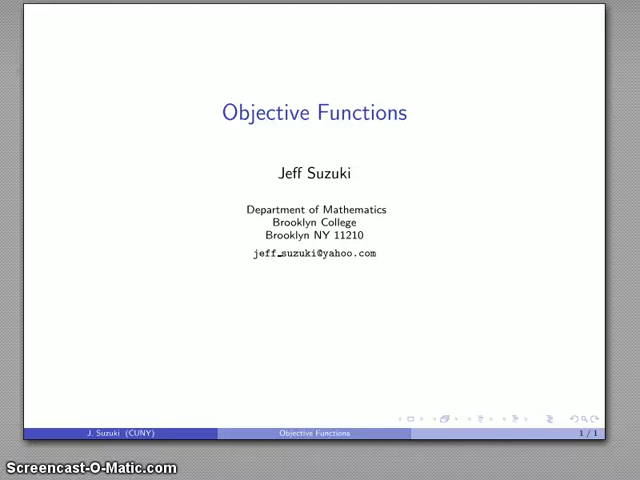 Objective Functions
Jeff Suzuki
Department of Mathematics
Brooklyn College
Brooklyn NY 11210
jeff_suzuki@yahoo.com
J. Suzuki (CUNY)
Objective Functions
1 / 1
Screencast-O-Matic.com